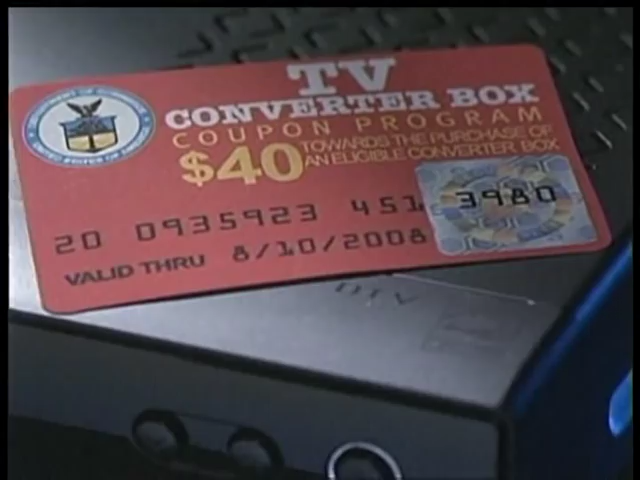 TV
CONVERTER BOX
COUPON PROGRAM
$40 TOWARDS THE PURCHASE OF
AN ELIGIBLE CONVERTER BOX
20 0935923 451 3980
VALID THRU 8/10/2008
DTV